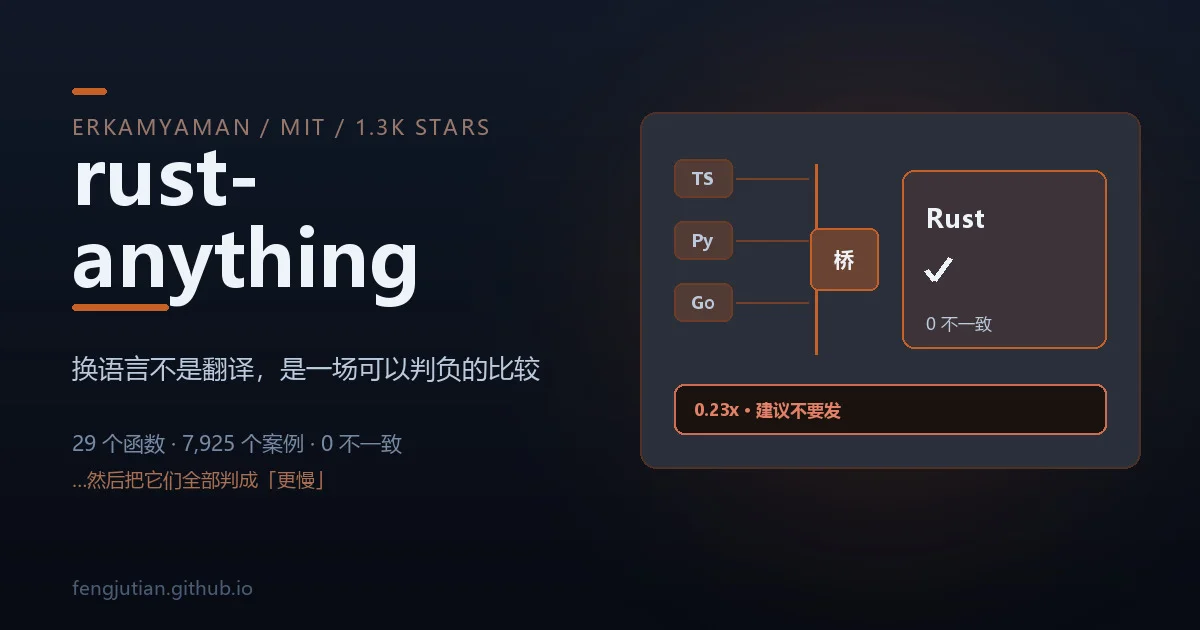 ERKAMYAMAN / MIT / 1.3K STARS
rust-
anything
换语言不是翻译，是一场可以判负的比较
29 个函数 · 7,925 个案例 · 0 不一致
...然后把它们全部判成「更慢」
fengjutian.github.io
TS
Py
Go
桥
Rust
✓
0 不一致
0.23x • 建议不要发